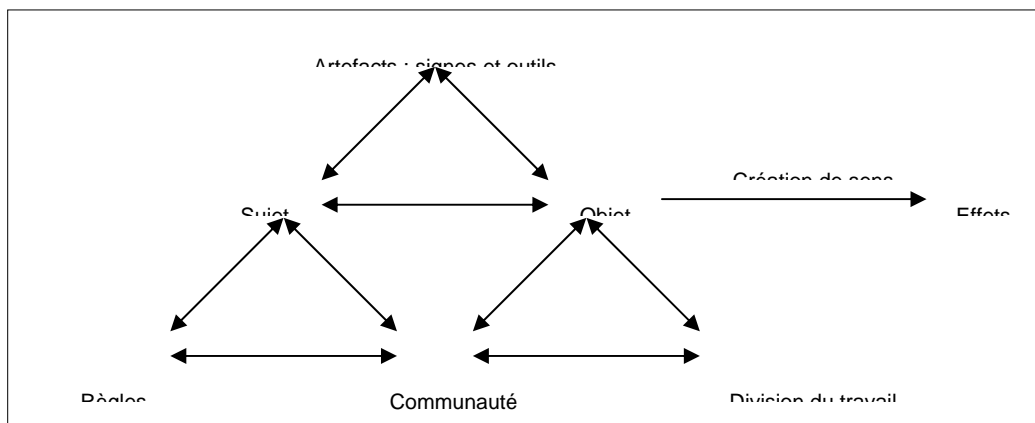 Artefacts : signes et outils
Création de sens
Sujet
Objet
Effets
Règles
Communauté
Division du travail